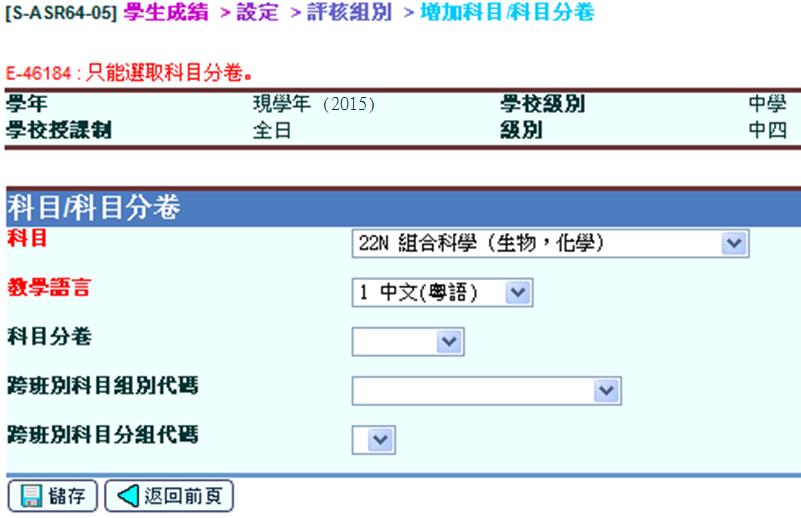 [S-ASR64-05] 學生成績 > 設定 > 評核組別 > 增加科目/科目分卷
E-46184 : 只能選取科目分卷。
學年 現學年 (2015) 學校級別 中學
學校授課制 全日 級別 中四
科目/科目分卷
科目 22N 組合科學 (生物,化學)
教學語言 1 中文(粵語)
科目分卷
跨班別科目組別代碼
跨班別科目分組代碼
儲存 返回前頁